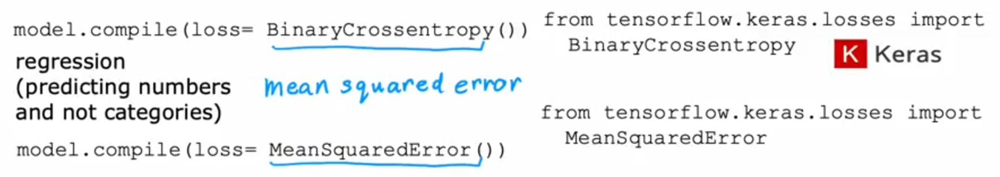 model.compile(loss= BinaryCrossentropy())
from tensorflow.keras.losses import
BinaryCrossentropy
K Keras
regression
(predicting numbers
and not categories)
mean squared error
model.compile(loss= MeanSquaredError())
from tensorflow.keras.losses import
MeanSquaredError